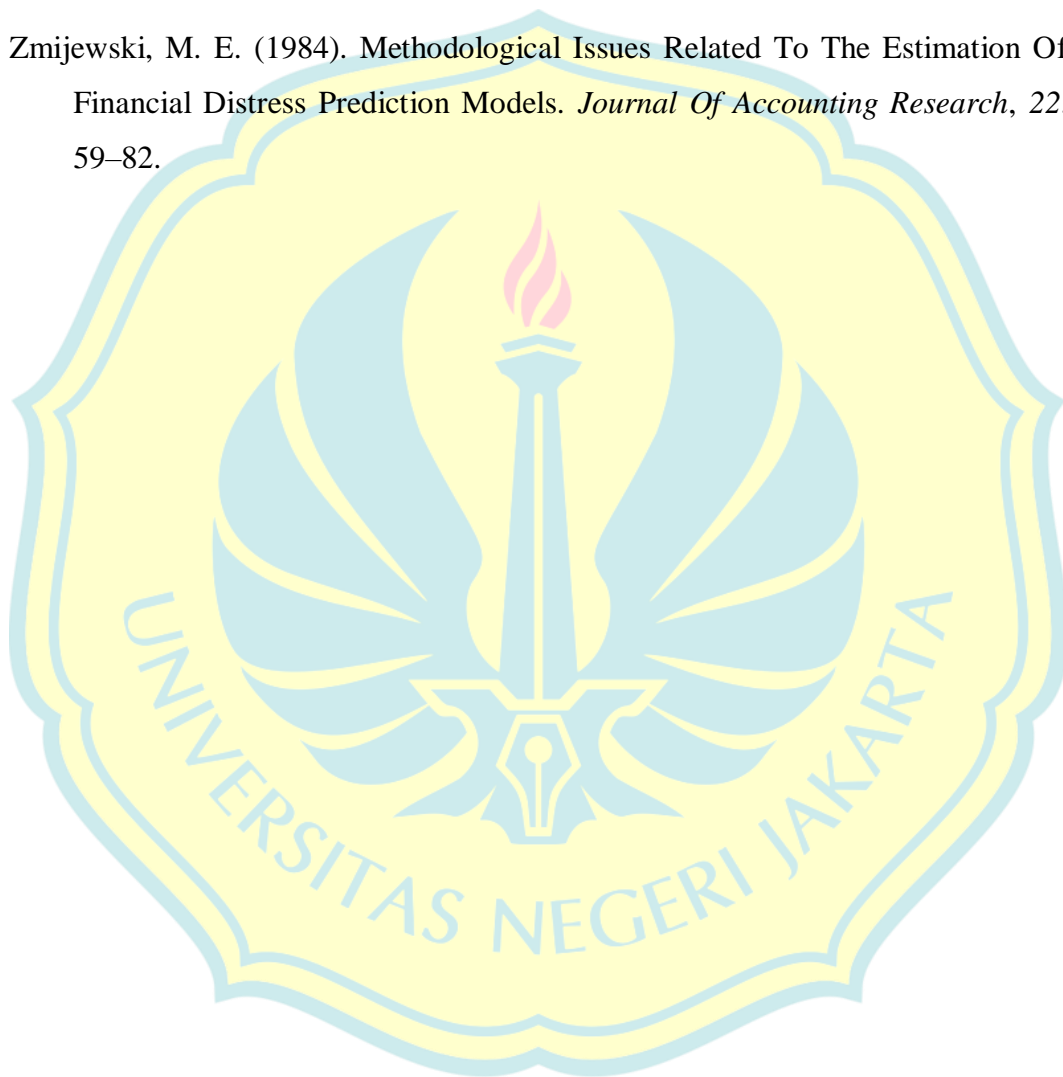 Zmijewski, M. E. (1984). Methodological Issues Related To The Estimation Of
Financial Distress Prediction Models. Journal Of Accounting Research, 22
59–82.
UNIVERSITAS NEGERI JAKARTA